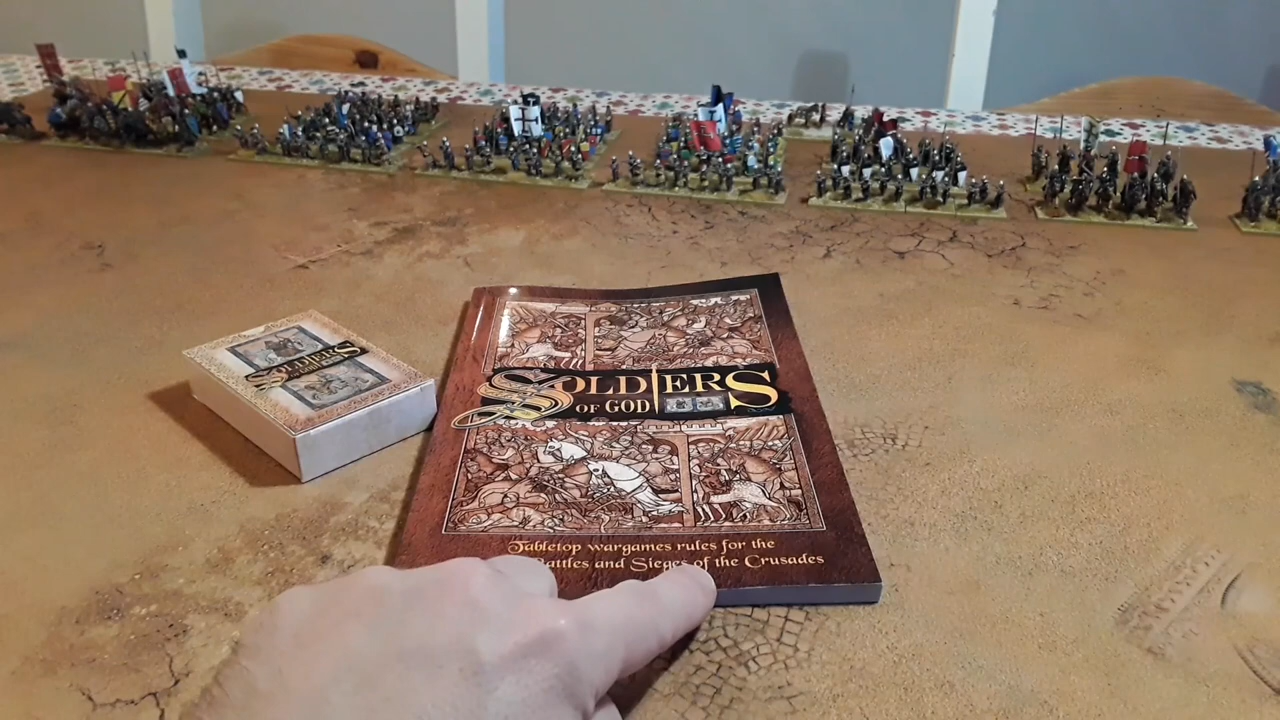 SOLDIERS
OF GOD
SOLDIERS
OF GOD
Tabletop wargames rules for the
Battles and Sieges of the Crusades